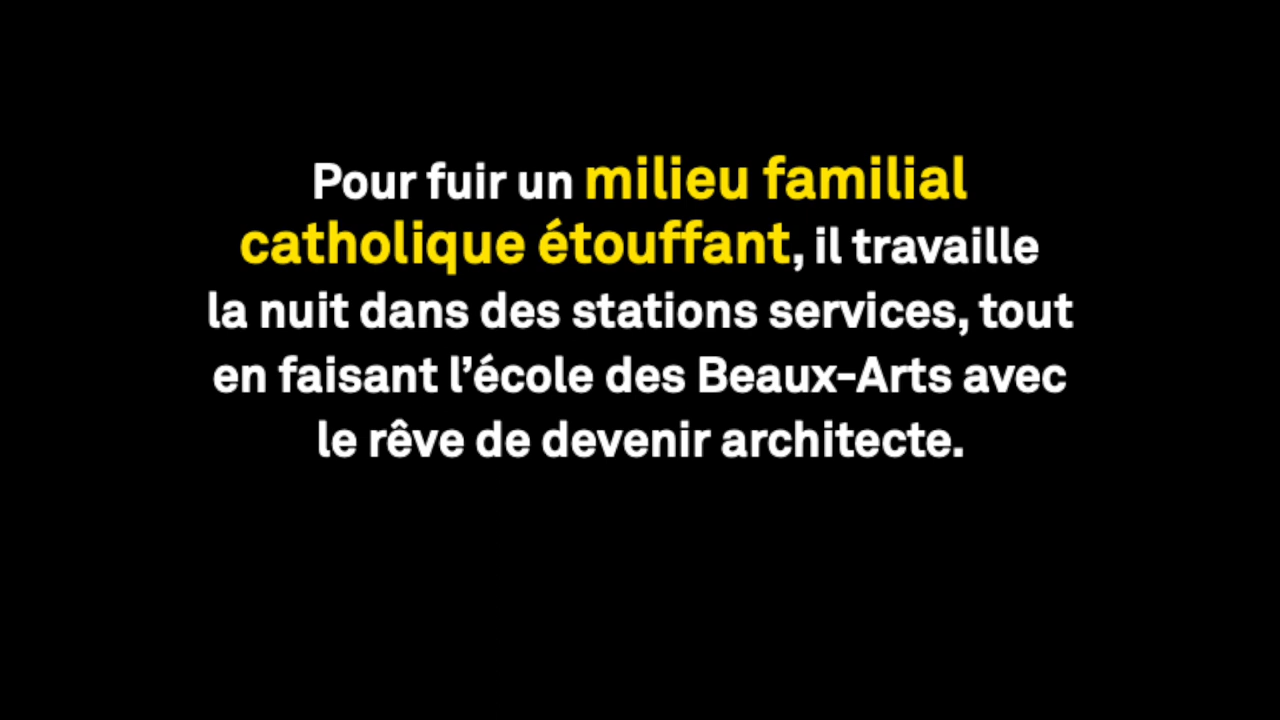 Pour fuir un milieu familial
catholique étouffant, il travaille
la nuit dans des stations services, tout
en faisant l’école des Beaux-Arts avec
le rêve de devenir architecte.